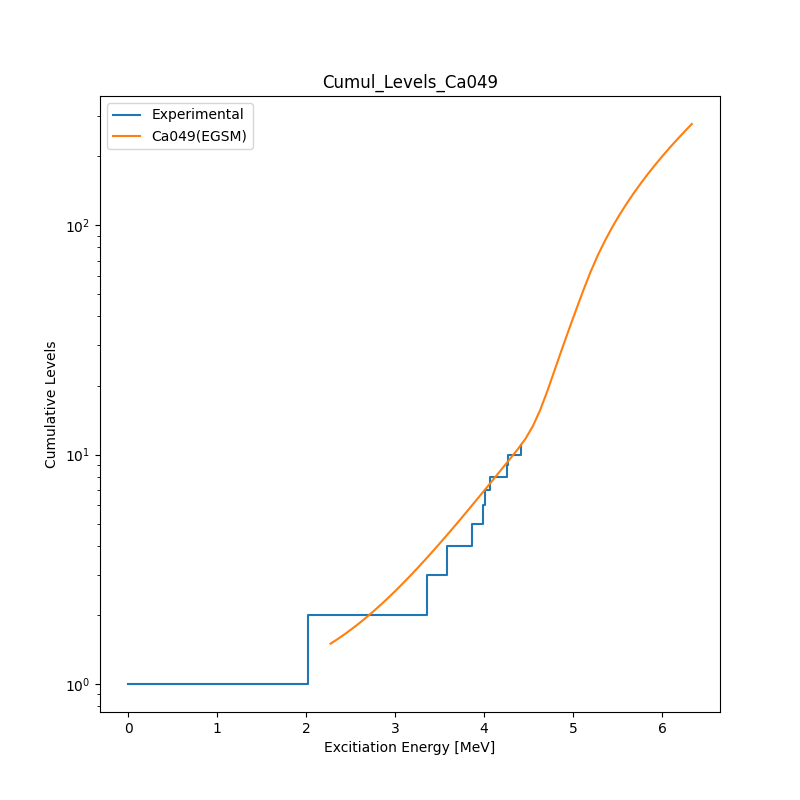 Cumul_Levels_Ca049
Experimental
Ca049(EGSM)
10²
10¹
10⁰
Cumulative Levels
0 1 2 3 4 5 6
Excitiation Energy [MeV]